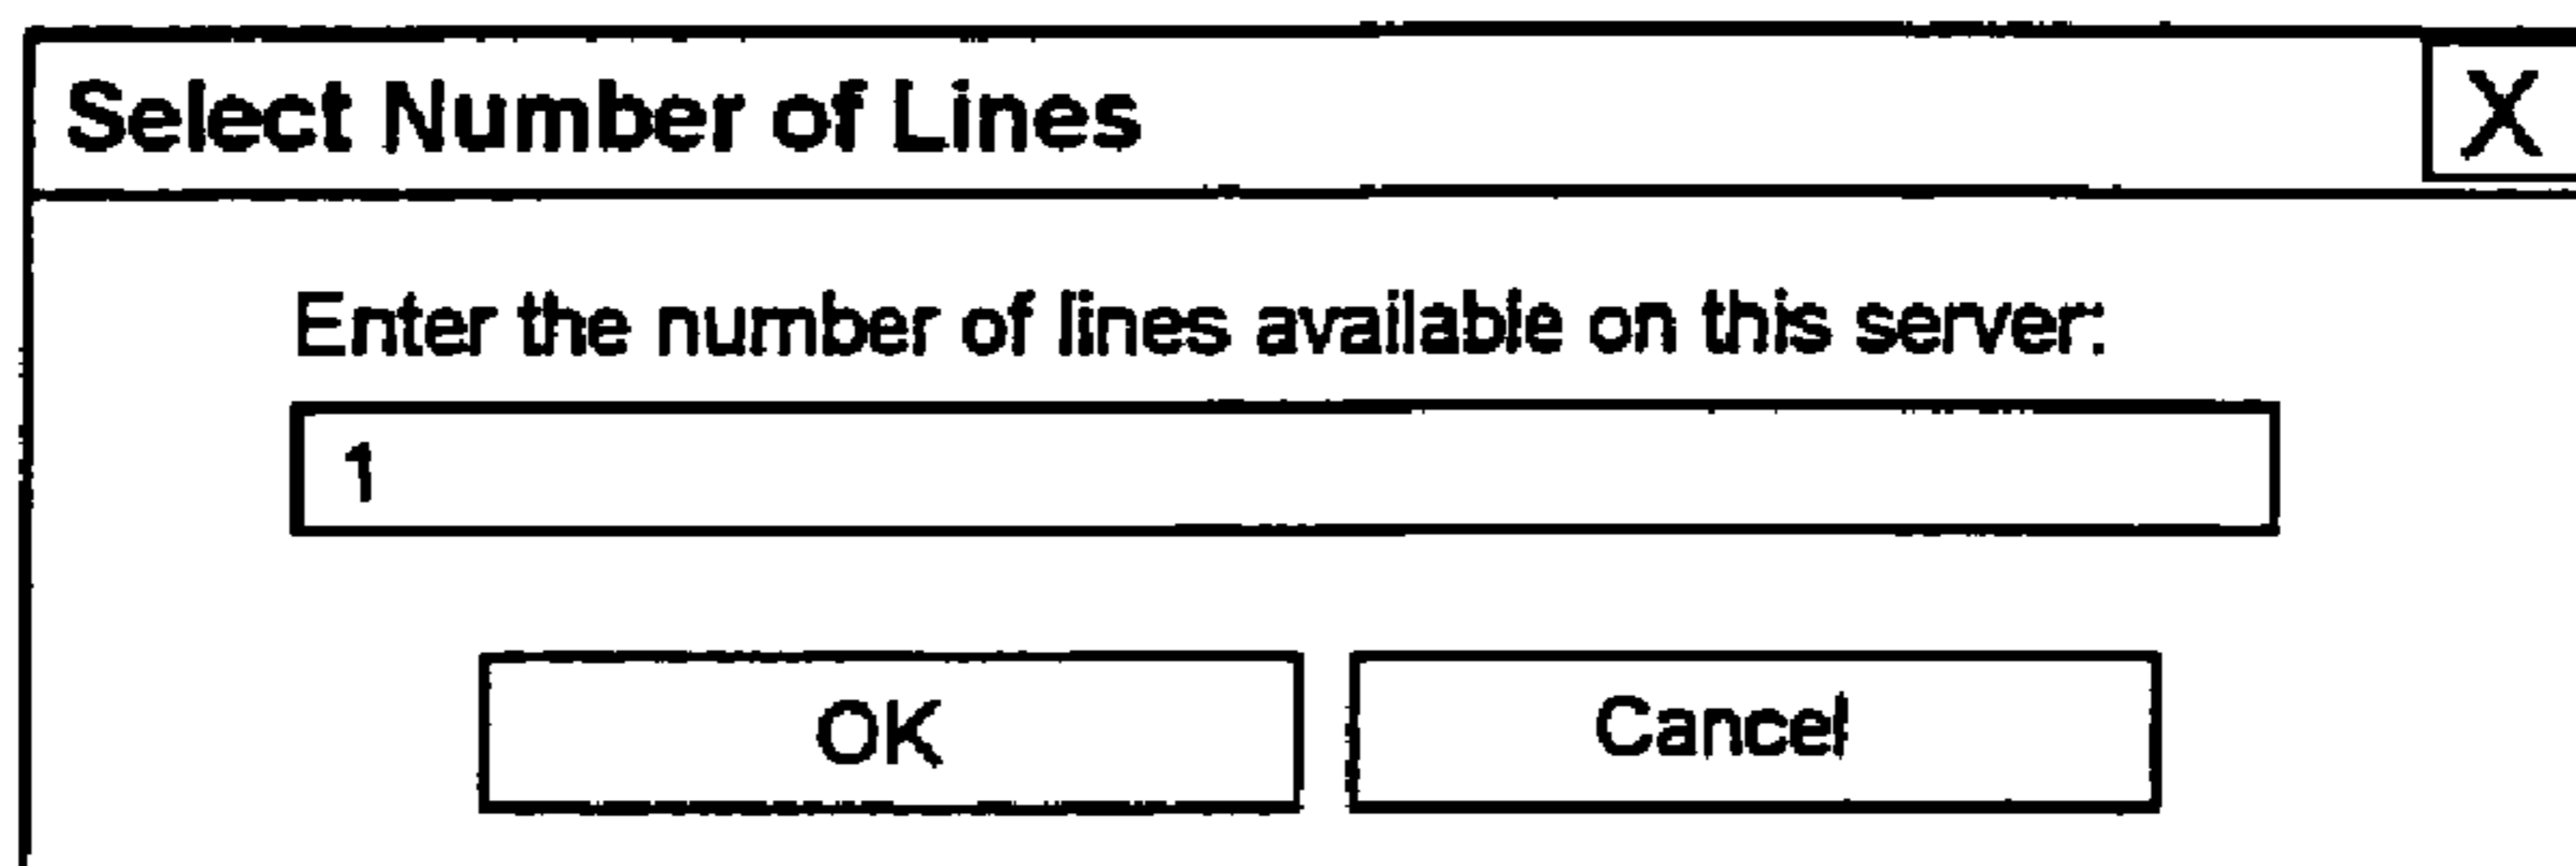 Select Number of Lines X
Enter the number of lines available on this server:
1
OK Cancel